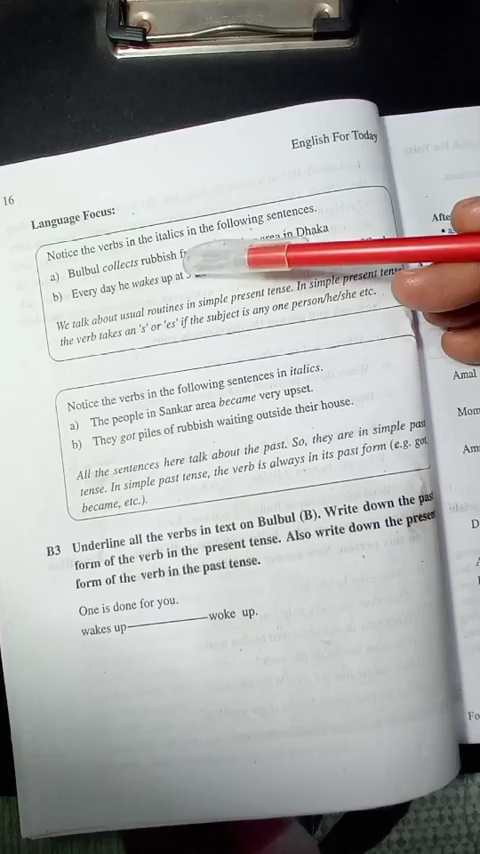 16
English For Today
Language Focus:
Notice the verbs in the italics in the following sentences.
a) Bulbul collects rubbish area in Dhaka
b) Every day he wakes up at
We talk about usual routines in simple present tense. In simple present
the verb takes an 's' or 'es' if the subject is any one person/he/she etc.
Notice the verbs in the following sentences in italics.
a) The people in Sankar area became very upset.
b) They got piles of rubbish waiting outside their house.
All the sentences here talk about the past. So, they are in simple past
tense. In simple past tense, the verb is always in its past form (e.g. got,
became, etc.).
B3 Underline all the verbs in text on Bulbul (B). Write down the
form of the verb in the present tense. Also write down the
form of the verb in the past tense.
One is done for you.
wakes up————woke up.
Afte
Amal
Mom
Am
D
Fo